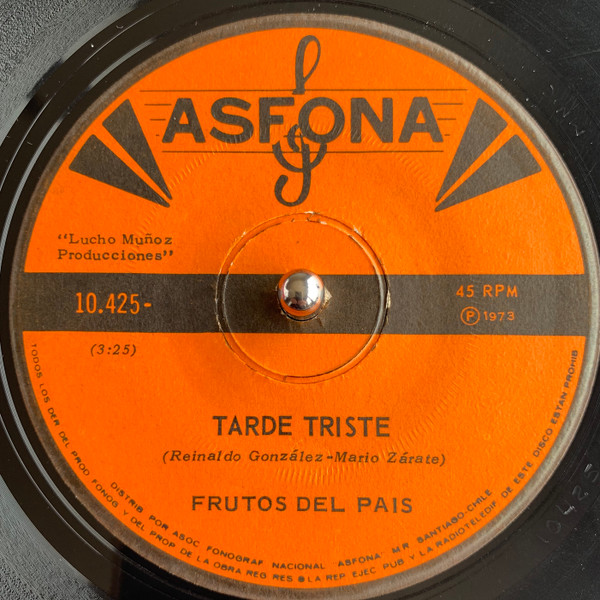 ASFONA
"Lucho Muñoz
Producciones"
10.425-
45 RPM
Ⓟ1973
(3:25)
TARDE TRISTE
(Reinaldo González-Mario Zárate)
FRUTOS DEL PAIS
TODOS LOS DER DEL PROD FONOG Y DEL PROP DE LA OBRA REG RES ● LA REP EJEC PUB Y LA RADIOTELEDIF DE ESTE DISCO ESTAN PROHIB
DISTRIB POR ASOC FONOGRAF NACIONAL ASFONA M R SANTIAGO-CHILE